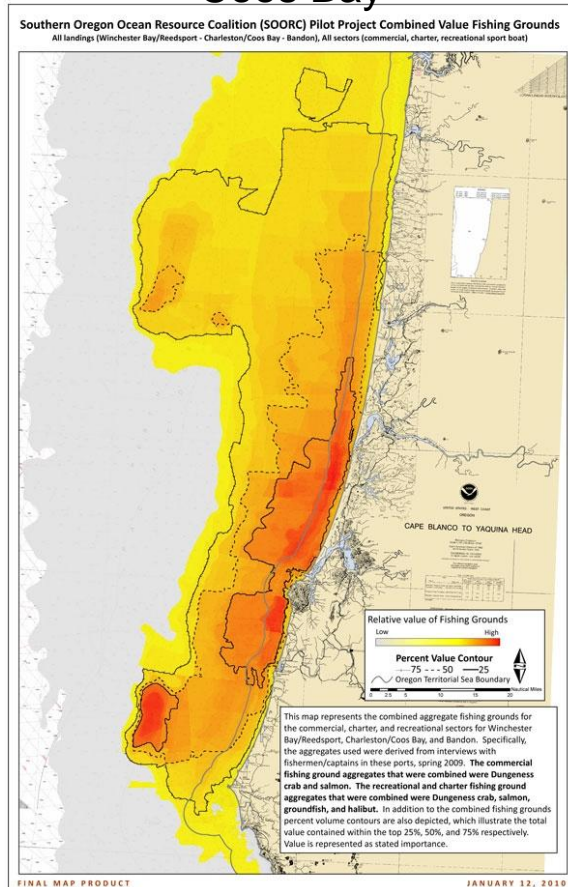 Coos Bay
Southern Oregon Ocean Resource Coalition (SOORC) Pilot Project Combined Value Fishing Grounds
All landings (Winchester Bay/Reedsport - Charleston/Coos Bay - Bandon), All sectors (commercial, charter, recreational sport boat)
UNITED STATES - WEST COAST
OREGON
CAPE BLANCO TO YAQUINA HEAD
Relative value of Fishing Grounds
Low High
Percent Value Contour
75 50 25
Oregon Territorial Sea Boundary
0 2.5 5 10 15 20
Nautical Miles
This map represents the combined aggregate fishing grounds for
the commercial, charter, and recreational sectors for Winchester
Bay/Reedsport, Charleston/Coos Bay, and Bandon. Specifically,
the aggregates used were derived from interviews with
fishermen/captains in these ports, spring 2009. The commercial
fishing ground aggregates that were combined were Dungeness
crab and salmon. The recreational and charter fishing ground
aggregates that were combined were Dungeness crab, salmon,
groundfish, and halibut. In addition to the combined fishing grounds
percent volume contours are also depicted, which illustrate the total
value contained within the top 25%, 50%, and 75% respectively.
Value is represented as stated importance.
FINAL MAP PRODUCT
JANUARY 12, 2010